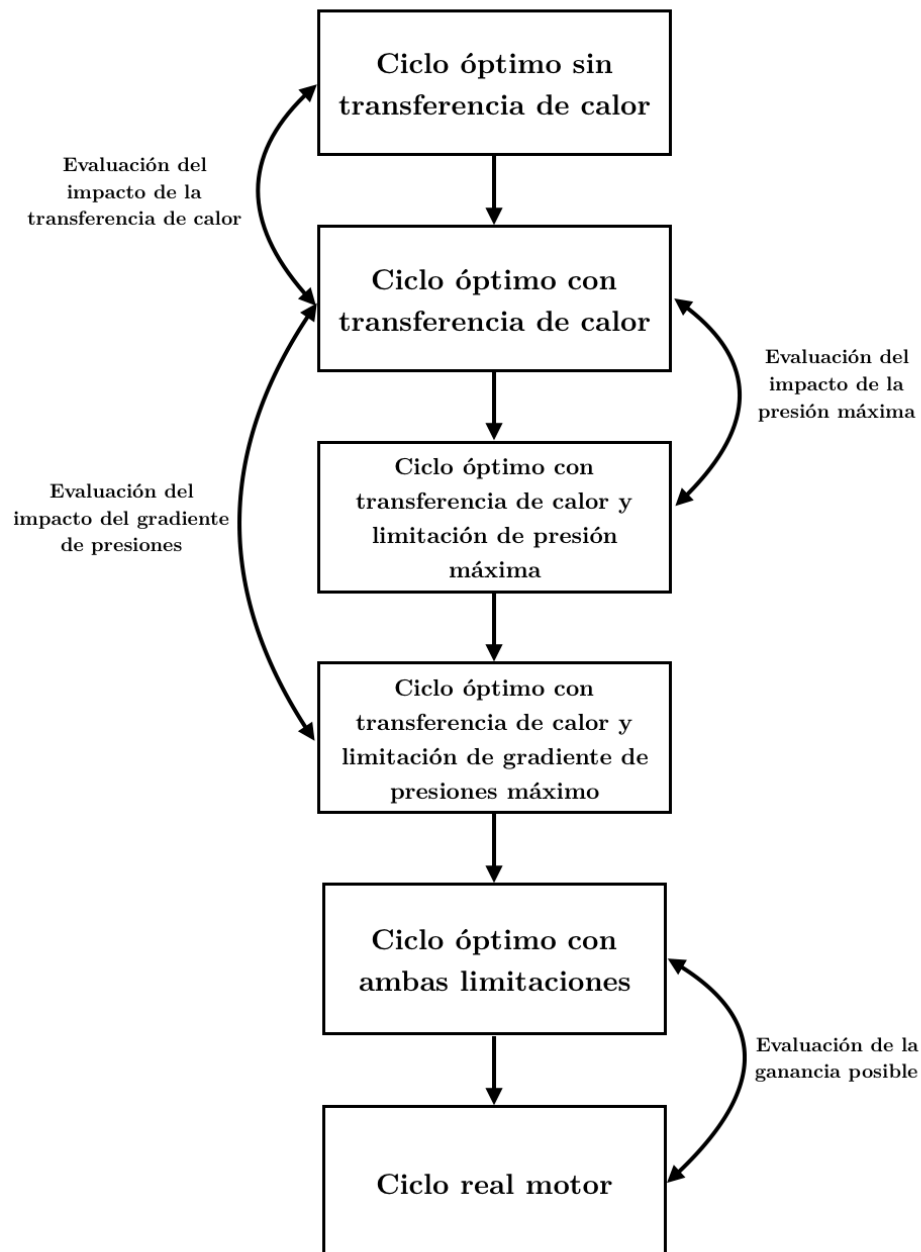 Ciclo óptimo sin
transferencia de calor
Evaluación del
impacto de la
transferencia de calor
Ciclo óptimo con
transferencia de calor
Evaluación del
impacto de la
presión máxima
Ciclo óptimo con
transferencia de calor y
limitación de presión
máxima
Evaluación del
impacto del gradiente
de presiones
Ciclo óptimo con
transferencia de calor y
limitación de gradiente de
presiones máximo
Ciclo óptimo con
ambas limitaciones
Evaluación de la
ganancia posible
Ciclo real motor